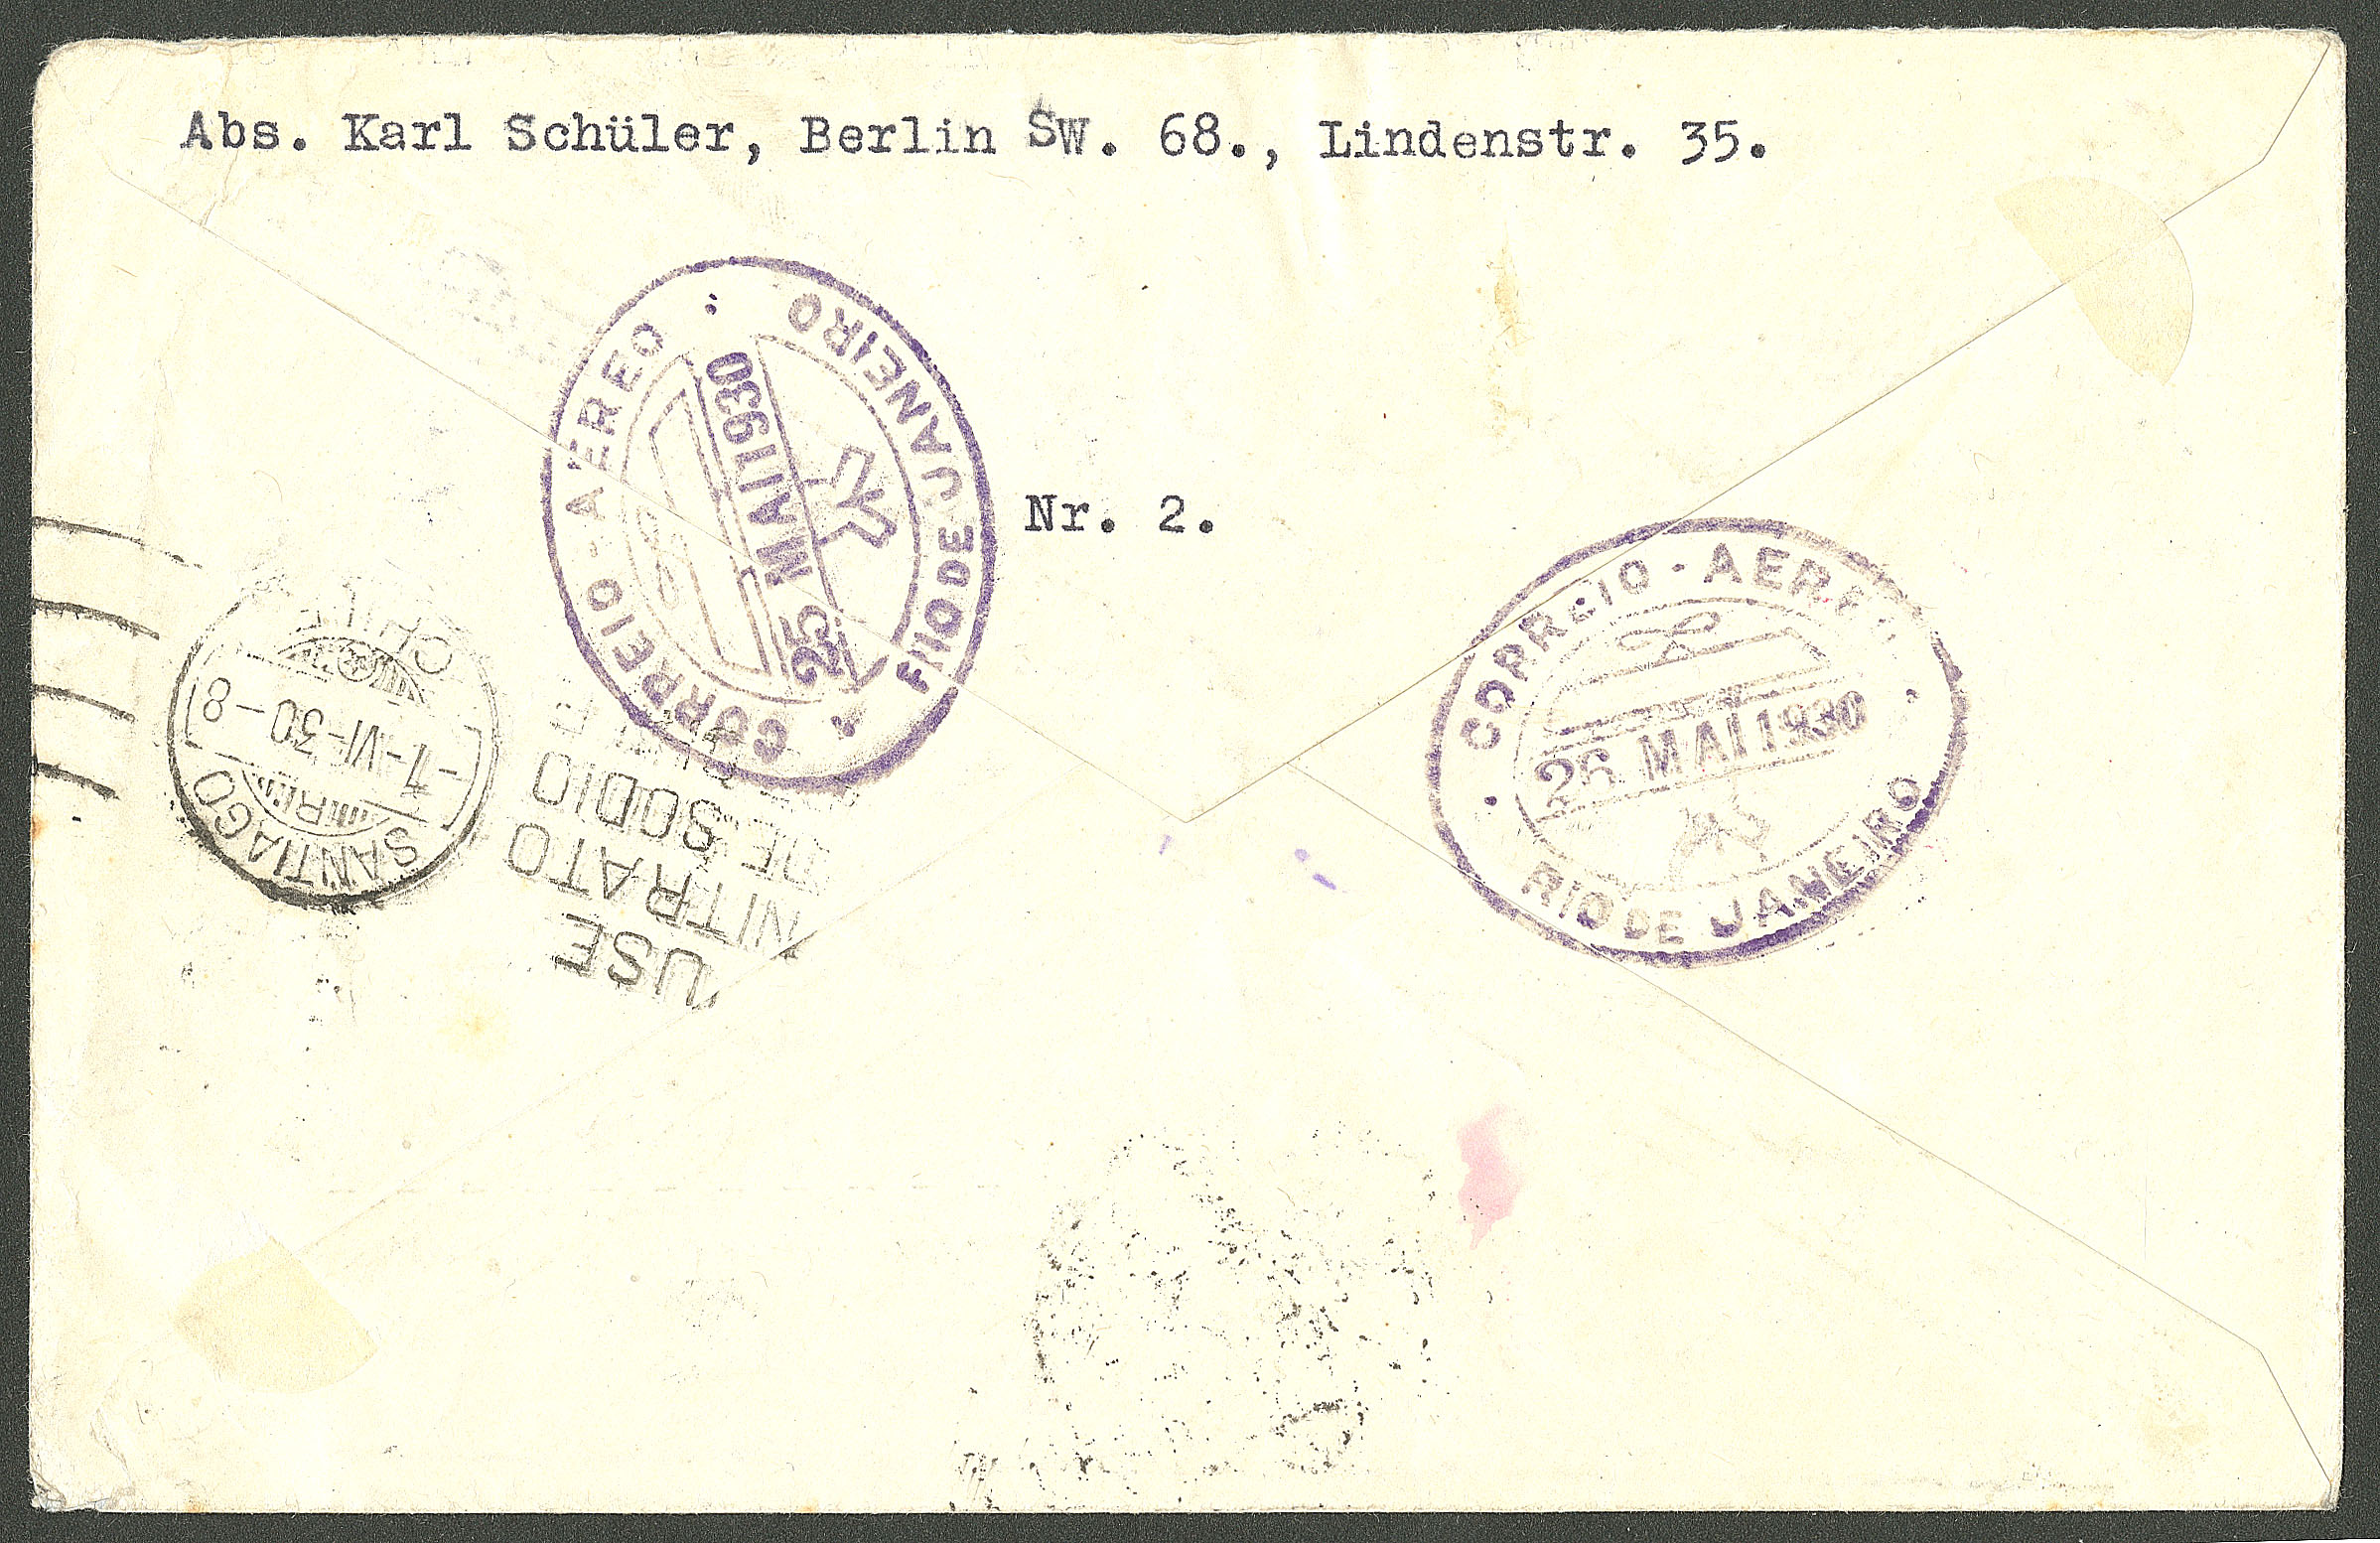 Abs. Karl Schüler, Berlin SW. 68., Lindenstr. 35.
CORREIO - AEREO
25 MAI 1930
RIO DE JANEIRO
Nr. 2.
CORREIO - AEREO
26 MAI 1930
RIO DE JANEIRO
SANTIAGO
-7-VI-30-8
CHILE
USE
NITRATO
DE SODIO